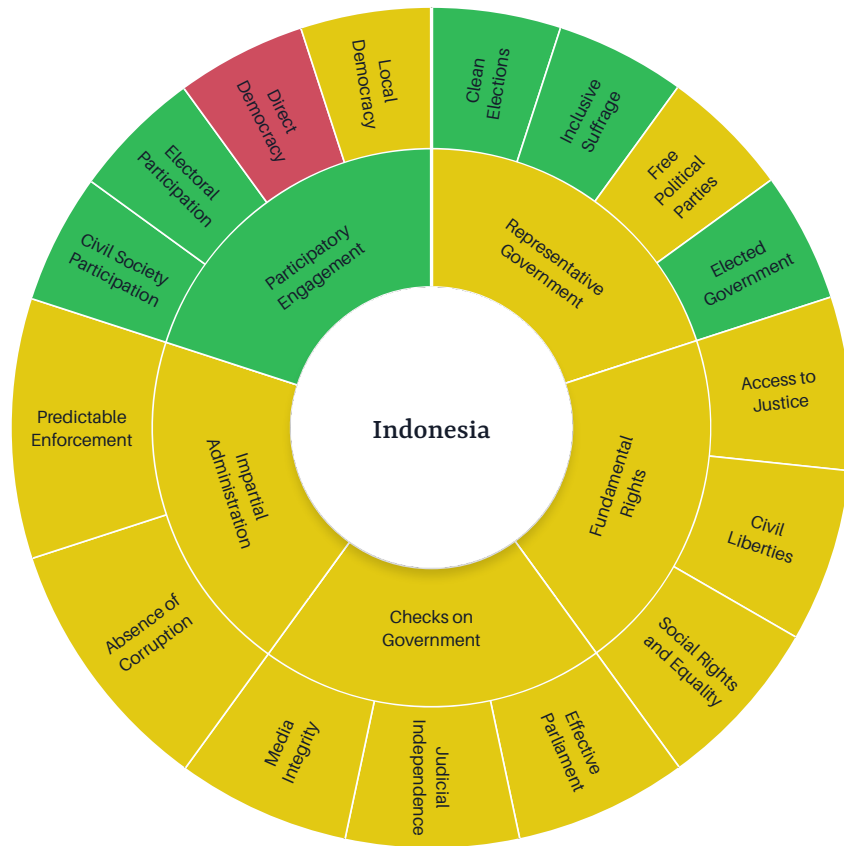 Indonesia
Representative
Government
Clean
Elections
Inclusive
Suffrage
Free
Political
Parties
Elected
Government
Fundamental
Rights
Access to
Justice
Civil
Liberties
Social Rights
and Equality
Checks on
Government
Effective
Parliament
Judicial
Independence
Media
Integrity
Impartial
Administration
Absence of
Corruption
Predictable
Enforcement
Participatory
Engagement
Civil Society
Participation
Electoral
Participation
Direct
Democracy
Local
Democracy